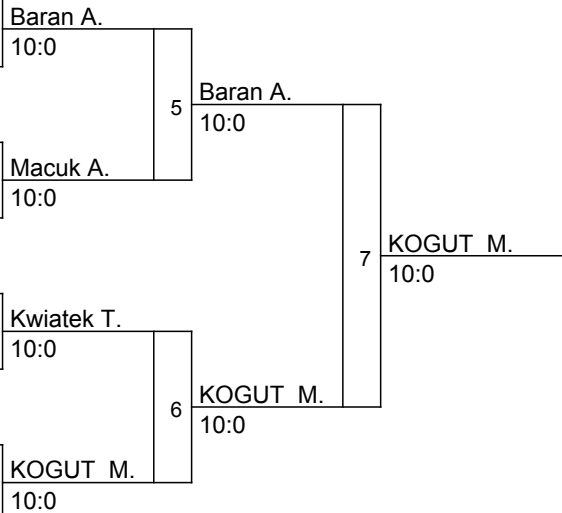 Baran A.
10:0
5
Baran A.
10:0
Macuk A.
10:0
7
KOGUT M.
10:0
Kwiatek T.
10:0
6
KOGUT M.
10:0
KOGUT M.
10:0